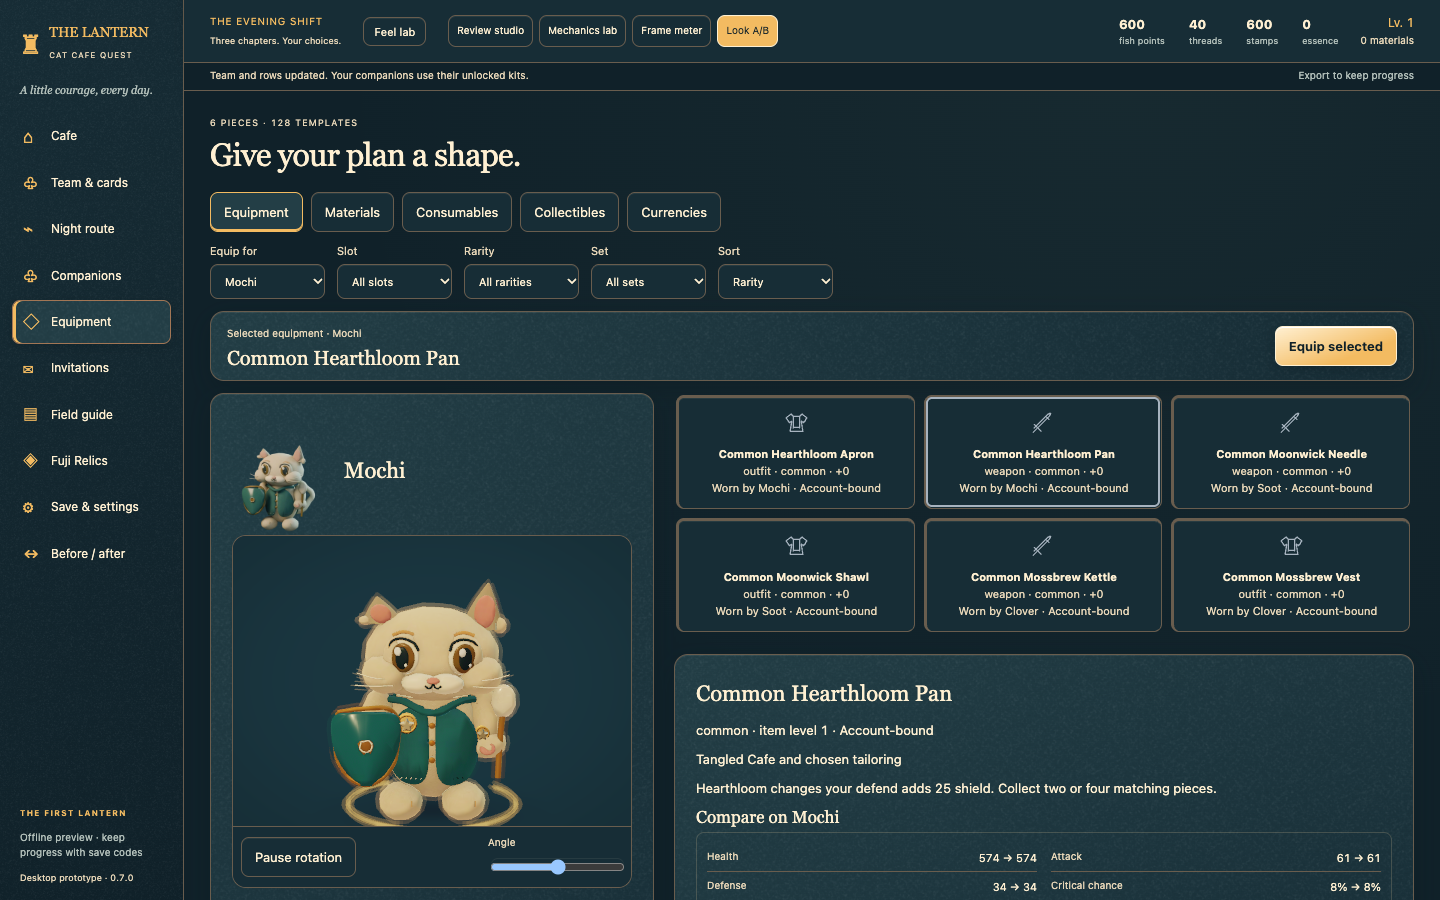 THE LANTERN
CAT CAFE QUEST
A little courage, every day.
Cafe
Team & cards
Night route
Companions
Equipment
Invitations
Field guide
Fuji Relics
Save & settings
Before / after
THE FIRST LANTERN
Offline preview · keep
progress with save codes
Desktop prototype · 0.7.0
THE EVENING SHIFT
Three chapters. Your choices.
Feel lab
Review studio
Mechanics lab
Frame meter
Look A/B
600 fish points
40 threads
600 stamps
0 essence
Lv. 1
0 materials
Team and rows updated. Your companions use their unlocked kits.
Export to keep progress
6 PIECES · 128 TEMPLATES
Give your plan a shape.
Equipment
Materials
Consumables
Collectibles
Currencies
Equip for
Slot
Rarity
Set
Sort
Mochi
All slots
All rarities
All sets
Rarity
Selected equipment · Mochi
Common Hearthloom Pan
Equip selected
Mochi
Pause rotation
Angle
Common Hearthloom Apron
outfit · common · +0
Worn by Mochi · Account-bound
Common Hearthloom Pan
weapon · common · +0
Worn by Mochi · Account-bound
Common Moonwick Needle
weapon · common · +0
Worn by Soot · Account-bound
Common Moonwick Shawl
outfit · common · +0
Worn by Soot · Account-bound
Common Mossbrew Kettle
weapon · common · +0
Worn by Clover · Account-bound
Common Mossbrew Vest
outfit · common · +0
Worn by Clover · Account-bound
Common Hearthloom Pan
common · item level 1 · Account-bound
Tangled Cafe and chosen tailoring
Hearthloom changes your defend adds 25 shield. Collect two or four matching pieces.
Compare on Mochi
Health 574 → 574
Attack 61 → 61
Defense 34 → 34
Critical chance 8% → 8%